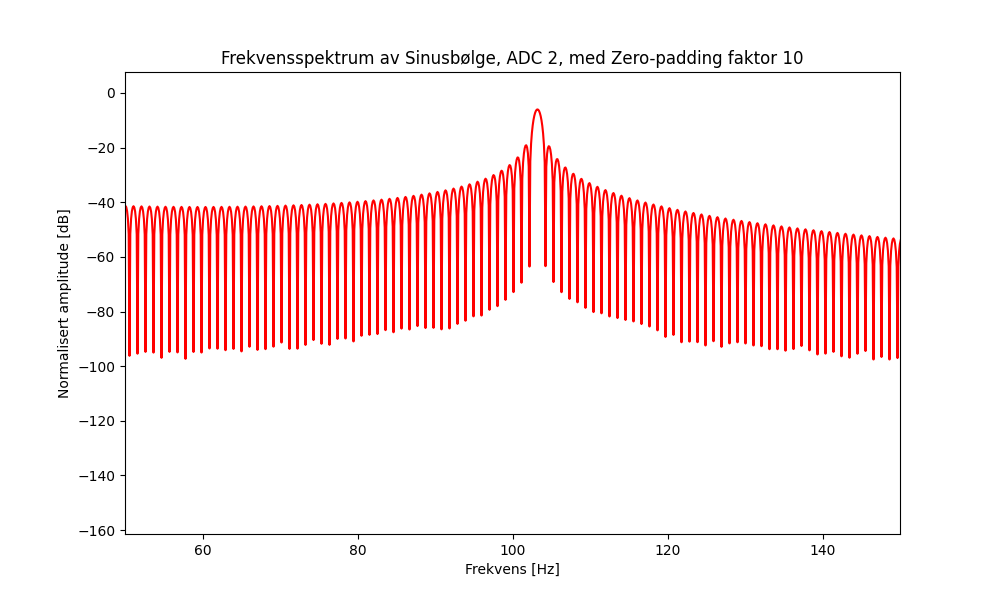 Frekvensspektrum av Sinusbølge, ADC 2, med Zero-padding faktor 10
Normalisert amplitude [dB]
0
−20
−40
−60
−80
−100
−120
−140
−160
60 80 100 120 140
Frekvens [Hz]